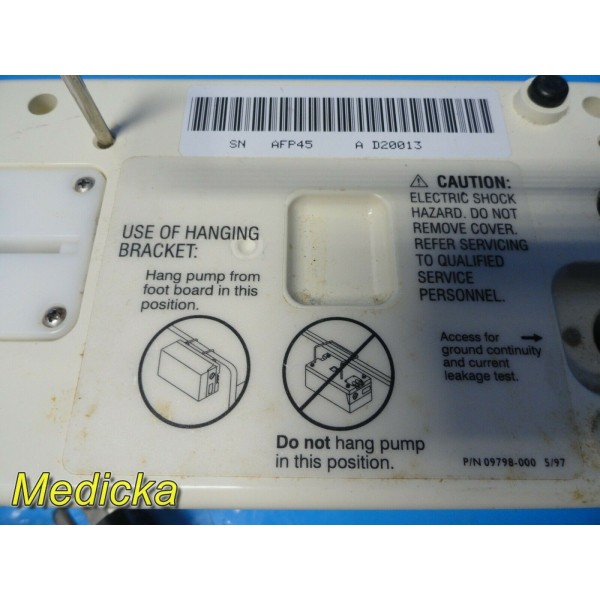 SN AFP45 A D20013
USE OF HANGING
BRACKET:
Hang pump from
foot board in this
position.
Do not hang pump
in this position.
CAUTION:
ELECTRIC SHOCK
HAZARD. DO NOT
REMOVE COVER.
REFER SERVICING
TO QUALIFIED
SERVICE
PERSONNEL.
Access for
ground continuity
and current
leakage test.
P/N 09798-000 5/97
Medicka